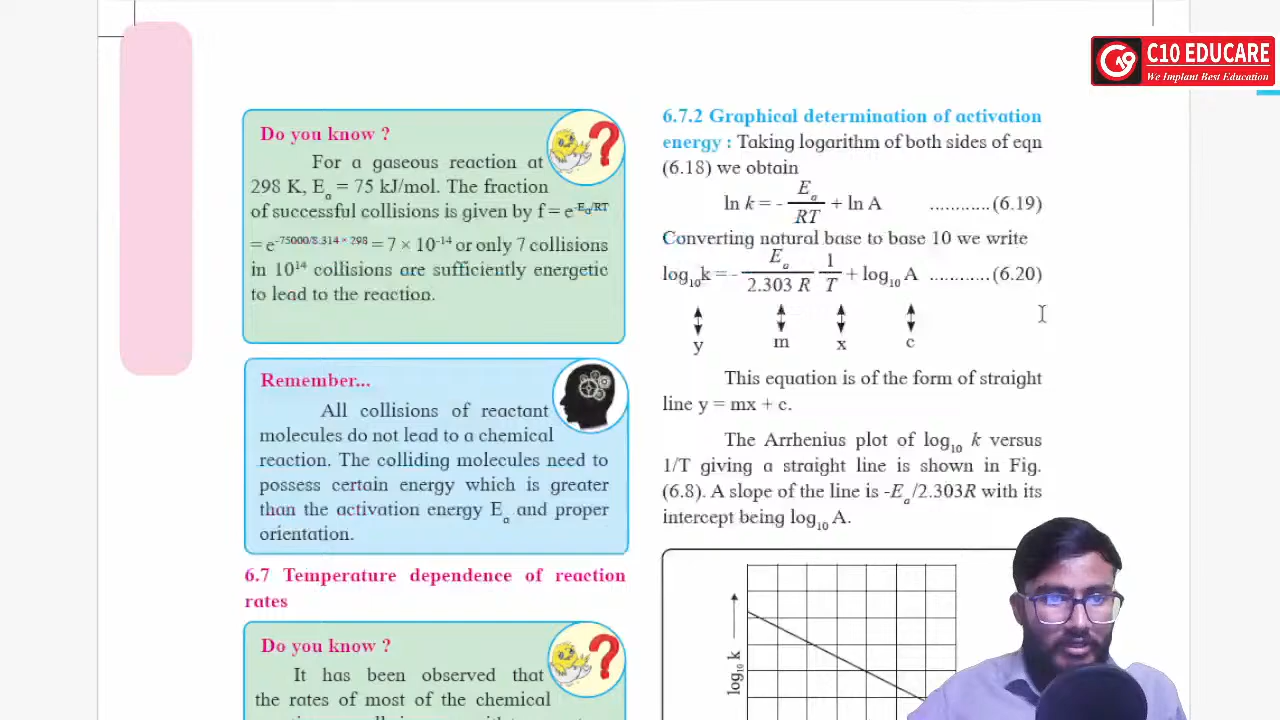 C10 EDUCARE
We Implant Best Education
Do you know ?
For a gaseous reaction at
298 K, Ea = 75 kJ/mol. The fraction
of successful collisions is given by f = e^-Ea/RT
= e^-75000/8.314 × 298 = 7 × 10^-14 or only 7 collisions
in 10^14 collisions are sufficiently energetic
to lead to the reaction.
Remember...
All collisions of reactant
molecules do not lead to a chemical
reaction. The colliding molecules need to
possess certain energy which is greater
than the activation energy Ea and proper
orientation.
6.7 Temperature dependence of reaction
rates
Do you know ?
It has been observed that
the rates of most of the chemical
6.7.2 Graphical determination of activation
energy : Taking logarithm of both sides of eqn
(6.18) we obtain
ln k = - Ea/RT + ln A ............(6.19)
Converting natural base to base 10 we write
log10k = - Ea/2.303 R 1/T + log10 A ............(6.20)
y m x c
This equation is of the form of straight
line y = mx + c.
The Arrhenius plot of log10 k versus
1/T giving a straight line is shown in Fig.
(6.8). A slope of the line is -Ea/2.303R with its
intercept being log10 A.
log10 k